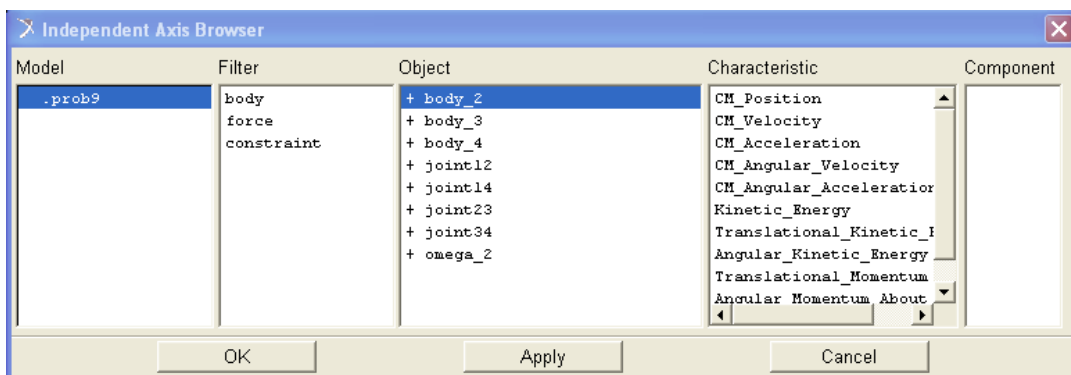 Independent Axis Browser
Model Filter Object Characteristic Component
.prob9 body + body_2 CM_Position
force + body_3 CM_Velocity
constraint + body_4 CM_Acceleration
+ joint12 CM_Angular_Velocity
+ joint14 CM_Angular_Acceleration
+ joint23 Kinetic_Energy
+ joint34 Translational_Kinetic_
+ omega_2 Angular_Kinetic_Energy
Translational_Momentum
Angular_Momentum_About
OK Apply Cancel